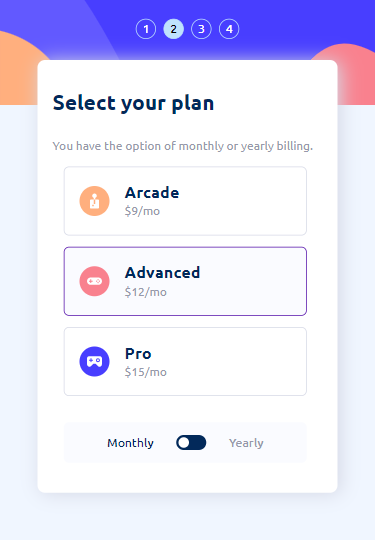 1 2 3 4
Select your plan
You have the option of monthly or yearly billing.
Arcade
$9/mo
Advanced
$12/mo
Pro
$15/mo
Monthly Yearly